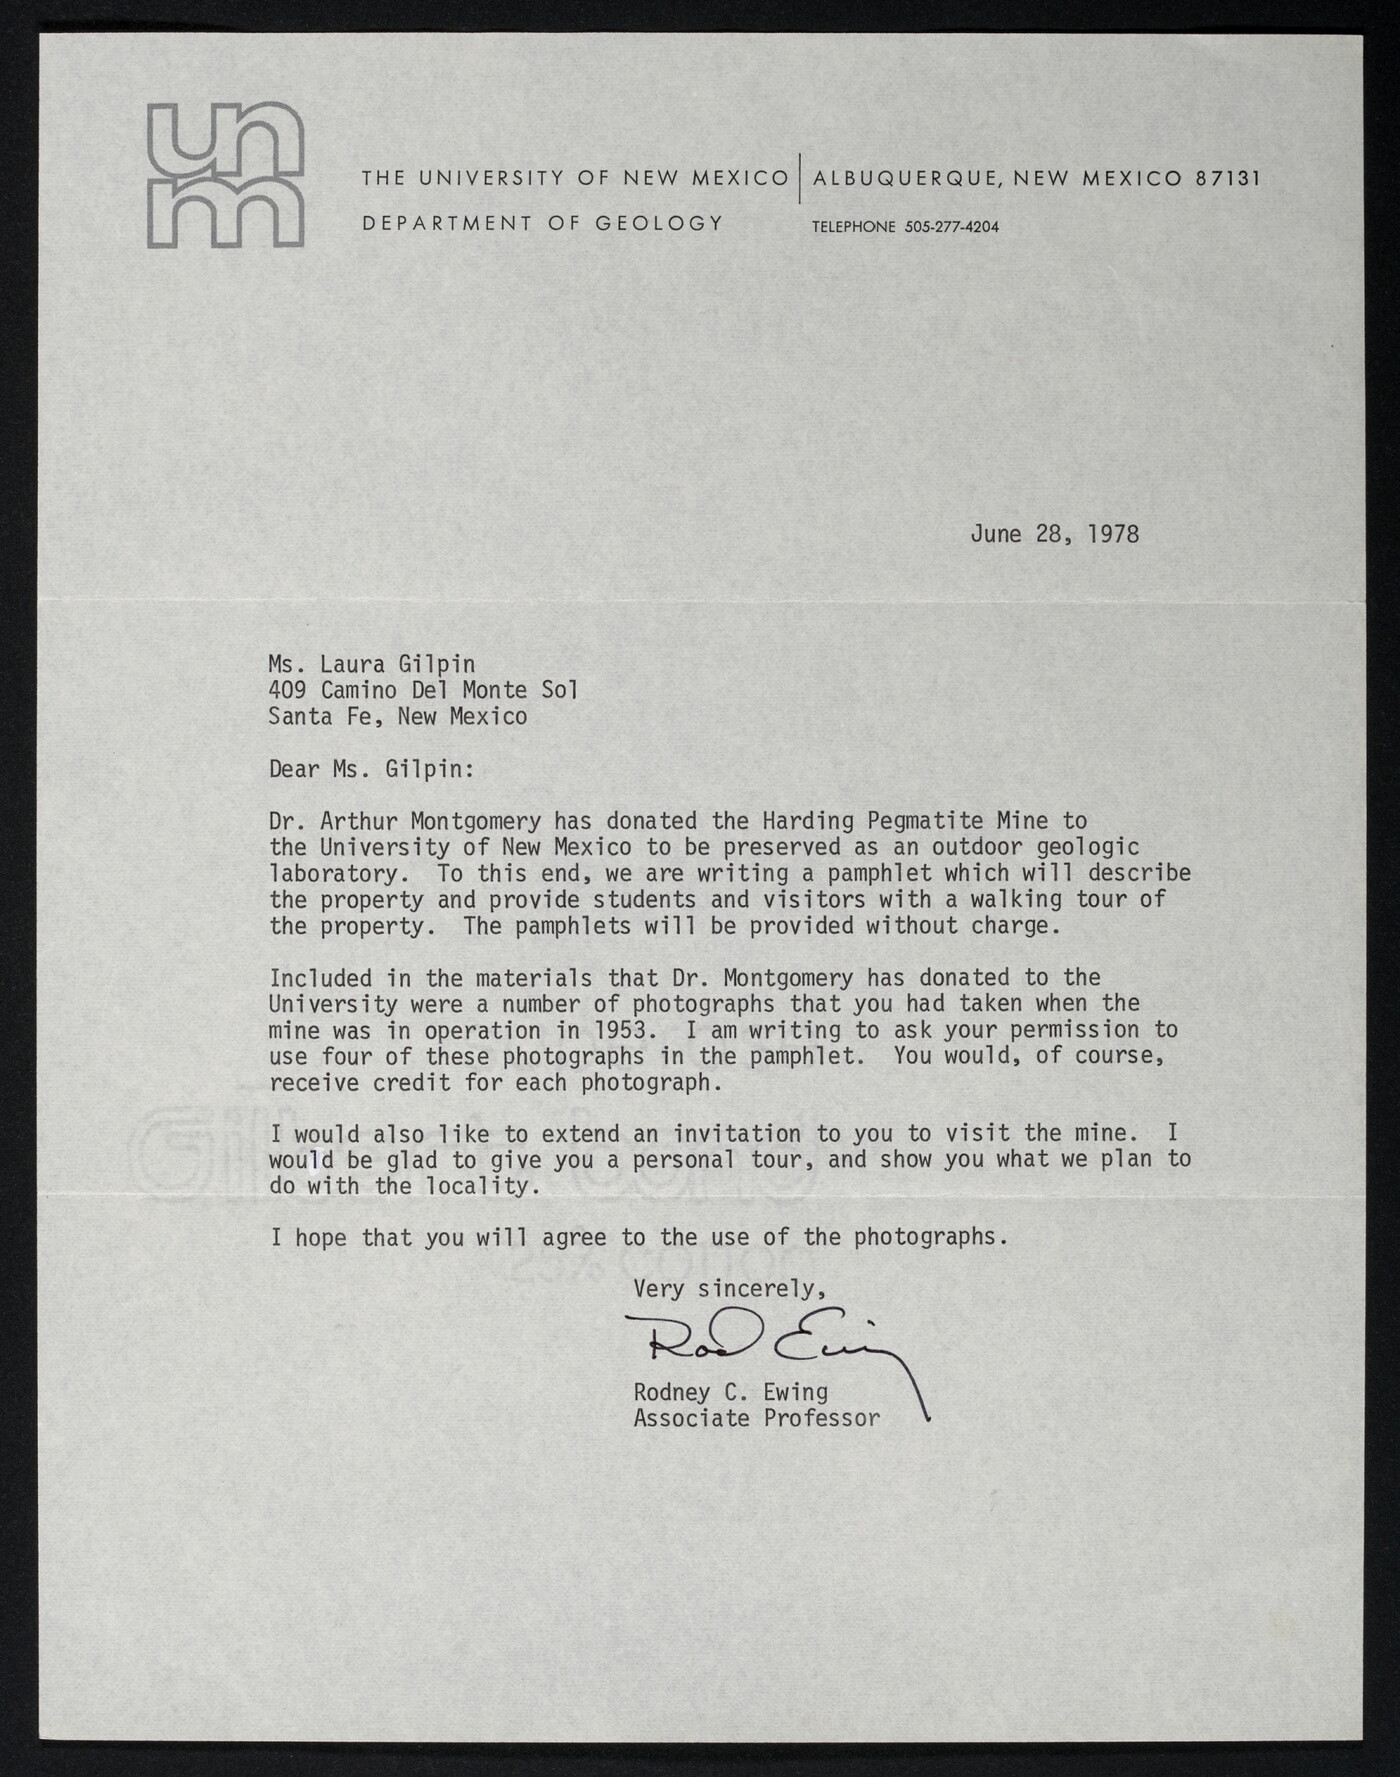 unm
THE UNIVERSITY OF NEW MEXICO | ALBUQUERQUE, NEW MEXICO 87131
DEPARTMENT OF GEOLOGY TELEPHONE 505-277-4204
June 28, 1978
Ms. Laura Gilpin
409 Camino Del Monte Sol
Santa Fe, New Mexico
Dear Ms. Gilpin:
Dr. Arthur Montgomery has donated the Harding Pegmatite Mine to
the University of New Mexico to be preserved as an outdoor geologic
laboratory. To this end, we are writing a pamphlet which will describe
the property and provide students and visitors with a walking tour of
the property. The pamphlets will be provided without charge.
Included in the materials that Dr. Montgomery has donated to the
University were a number of photographs that you had taken when the
mine was in operation in 1953. I am writing to ask your permission to
use four of these photographs in the pamphlet. You would, of course,
receive credit for each photograph.
I would also like to extend an invitation to you to visit the mine. I
would be glad to give you a personal tour, and show you what we plan to
do with the locality.
I hope that you will agree to the use of the photographs.
25% COTTON
Very sincerely,
Rod Ewing
Rodney C. Ewing
Associate Professor